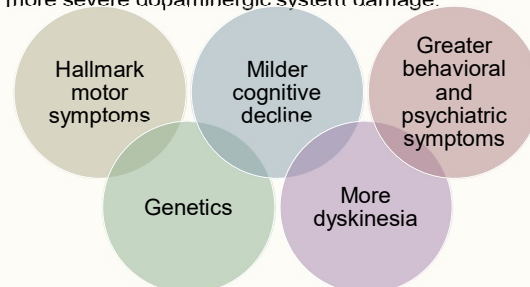 more severe dopaminergic system damage.
Hallmark
motor
symptoms
Milder
cognitive
decline
Greater
behavioral
and
psychiatric
symptoms
Genetics
More
dyskinesia